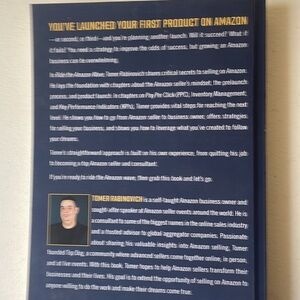 YOU'VE LAUNCHED YOUR FIRST PRODUCT ON AMAZON
—or second, or third—and you're planning another launch. Will it succeed? What if
it fails? You need a strategy to improve the odds of success, but growing an Amazon
business can be overwhelming.
In Ride the Amazon Wave, Tomer Rabinovich shares critical secrets to selling on Amazon.
He lays the foundation with chapters about the Amazon seller's mindset, the prelaunch
process, and product launch. In chapters on Pay Per Click (PPC), Inventory Management,
and Key Performance Indicators (KPIs), Tomer provides vital steps for reaching the next
level. He shows you how to go from Amazon seller to business owner, offers strategies
for selling your business, and shows you how to leverage what you've created to follow
your dreams.
Tomer's straightforward approach is built on his own experience, from quitting his job
to becoming a top Amazon seller and consultant.
If you're ready to ride the Amazon wave, then grab this book and let's go.
TOMER RABINOVICH is a self-taught Amazon business owner and
sought-after speaker at Amazon seller events around the world. He is
a consultant to some of the biggest names in the online sales industry
and a trusted advisor to global aggregator companies. Passionate
about sharing his valuable insights into Amazon selling, Tomer
founded Top Dog, a community where advanced sellers come together online, in person,
and at live events. With this book, Tomer hopes to help Amazon sellers transform their
businesses and their lives. His goal is to extend the opportunity of selling on Amazon to
anyone willing to do the work and make their dreams come true.